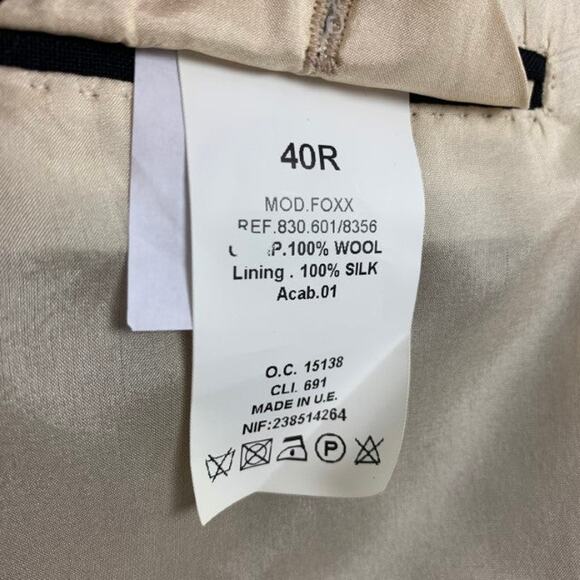 40R
MOD.FOXX
REF.830.601/8356
P.100% WOOL
Lining . 100% SILK
Acab.01
O.C. 15138
CLI. 691
MADE IN U.E.
NIF:238514264
P